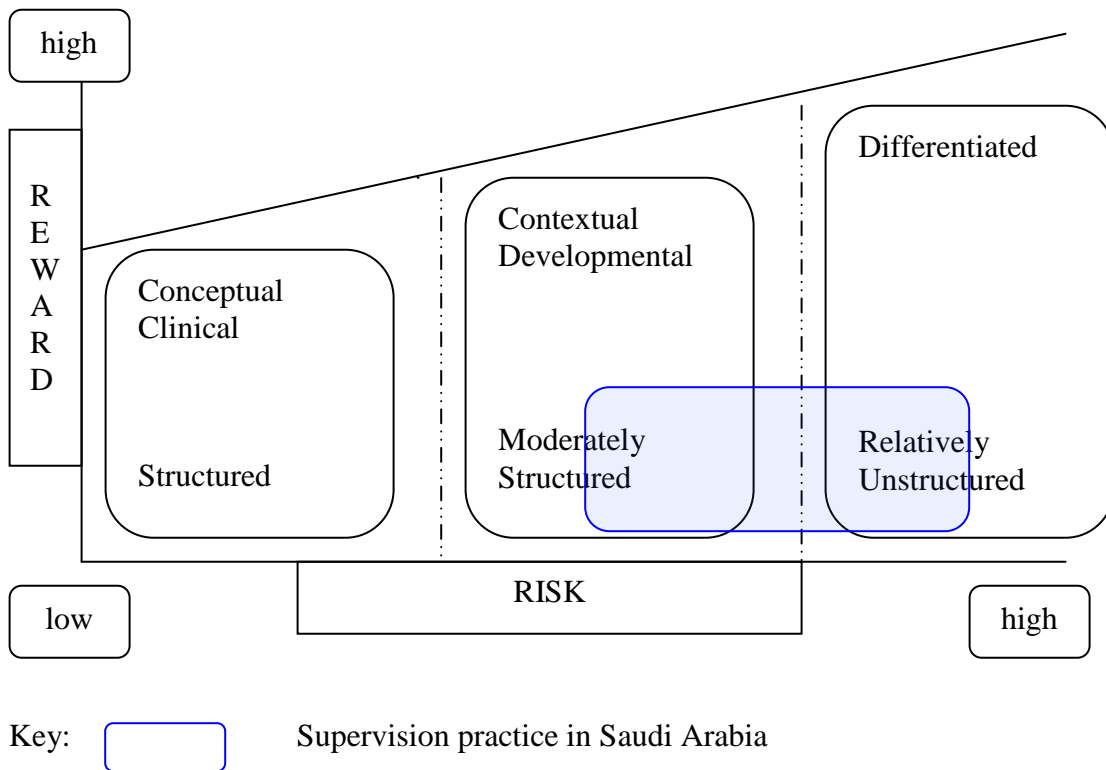 high
R
E
W
A
R
D
Conceptual
Clinical
Structured
Contextual
Developmental
Moderately
Structured
Differentiated
Relatively
Unstructured
low
RISK
high
Key:
Supervision practice in Saudi Arabia